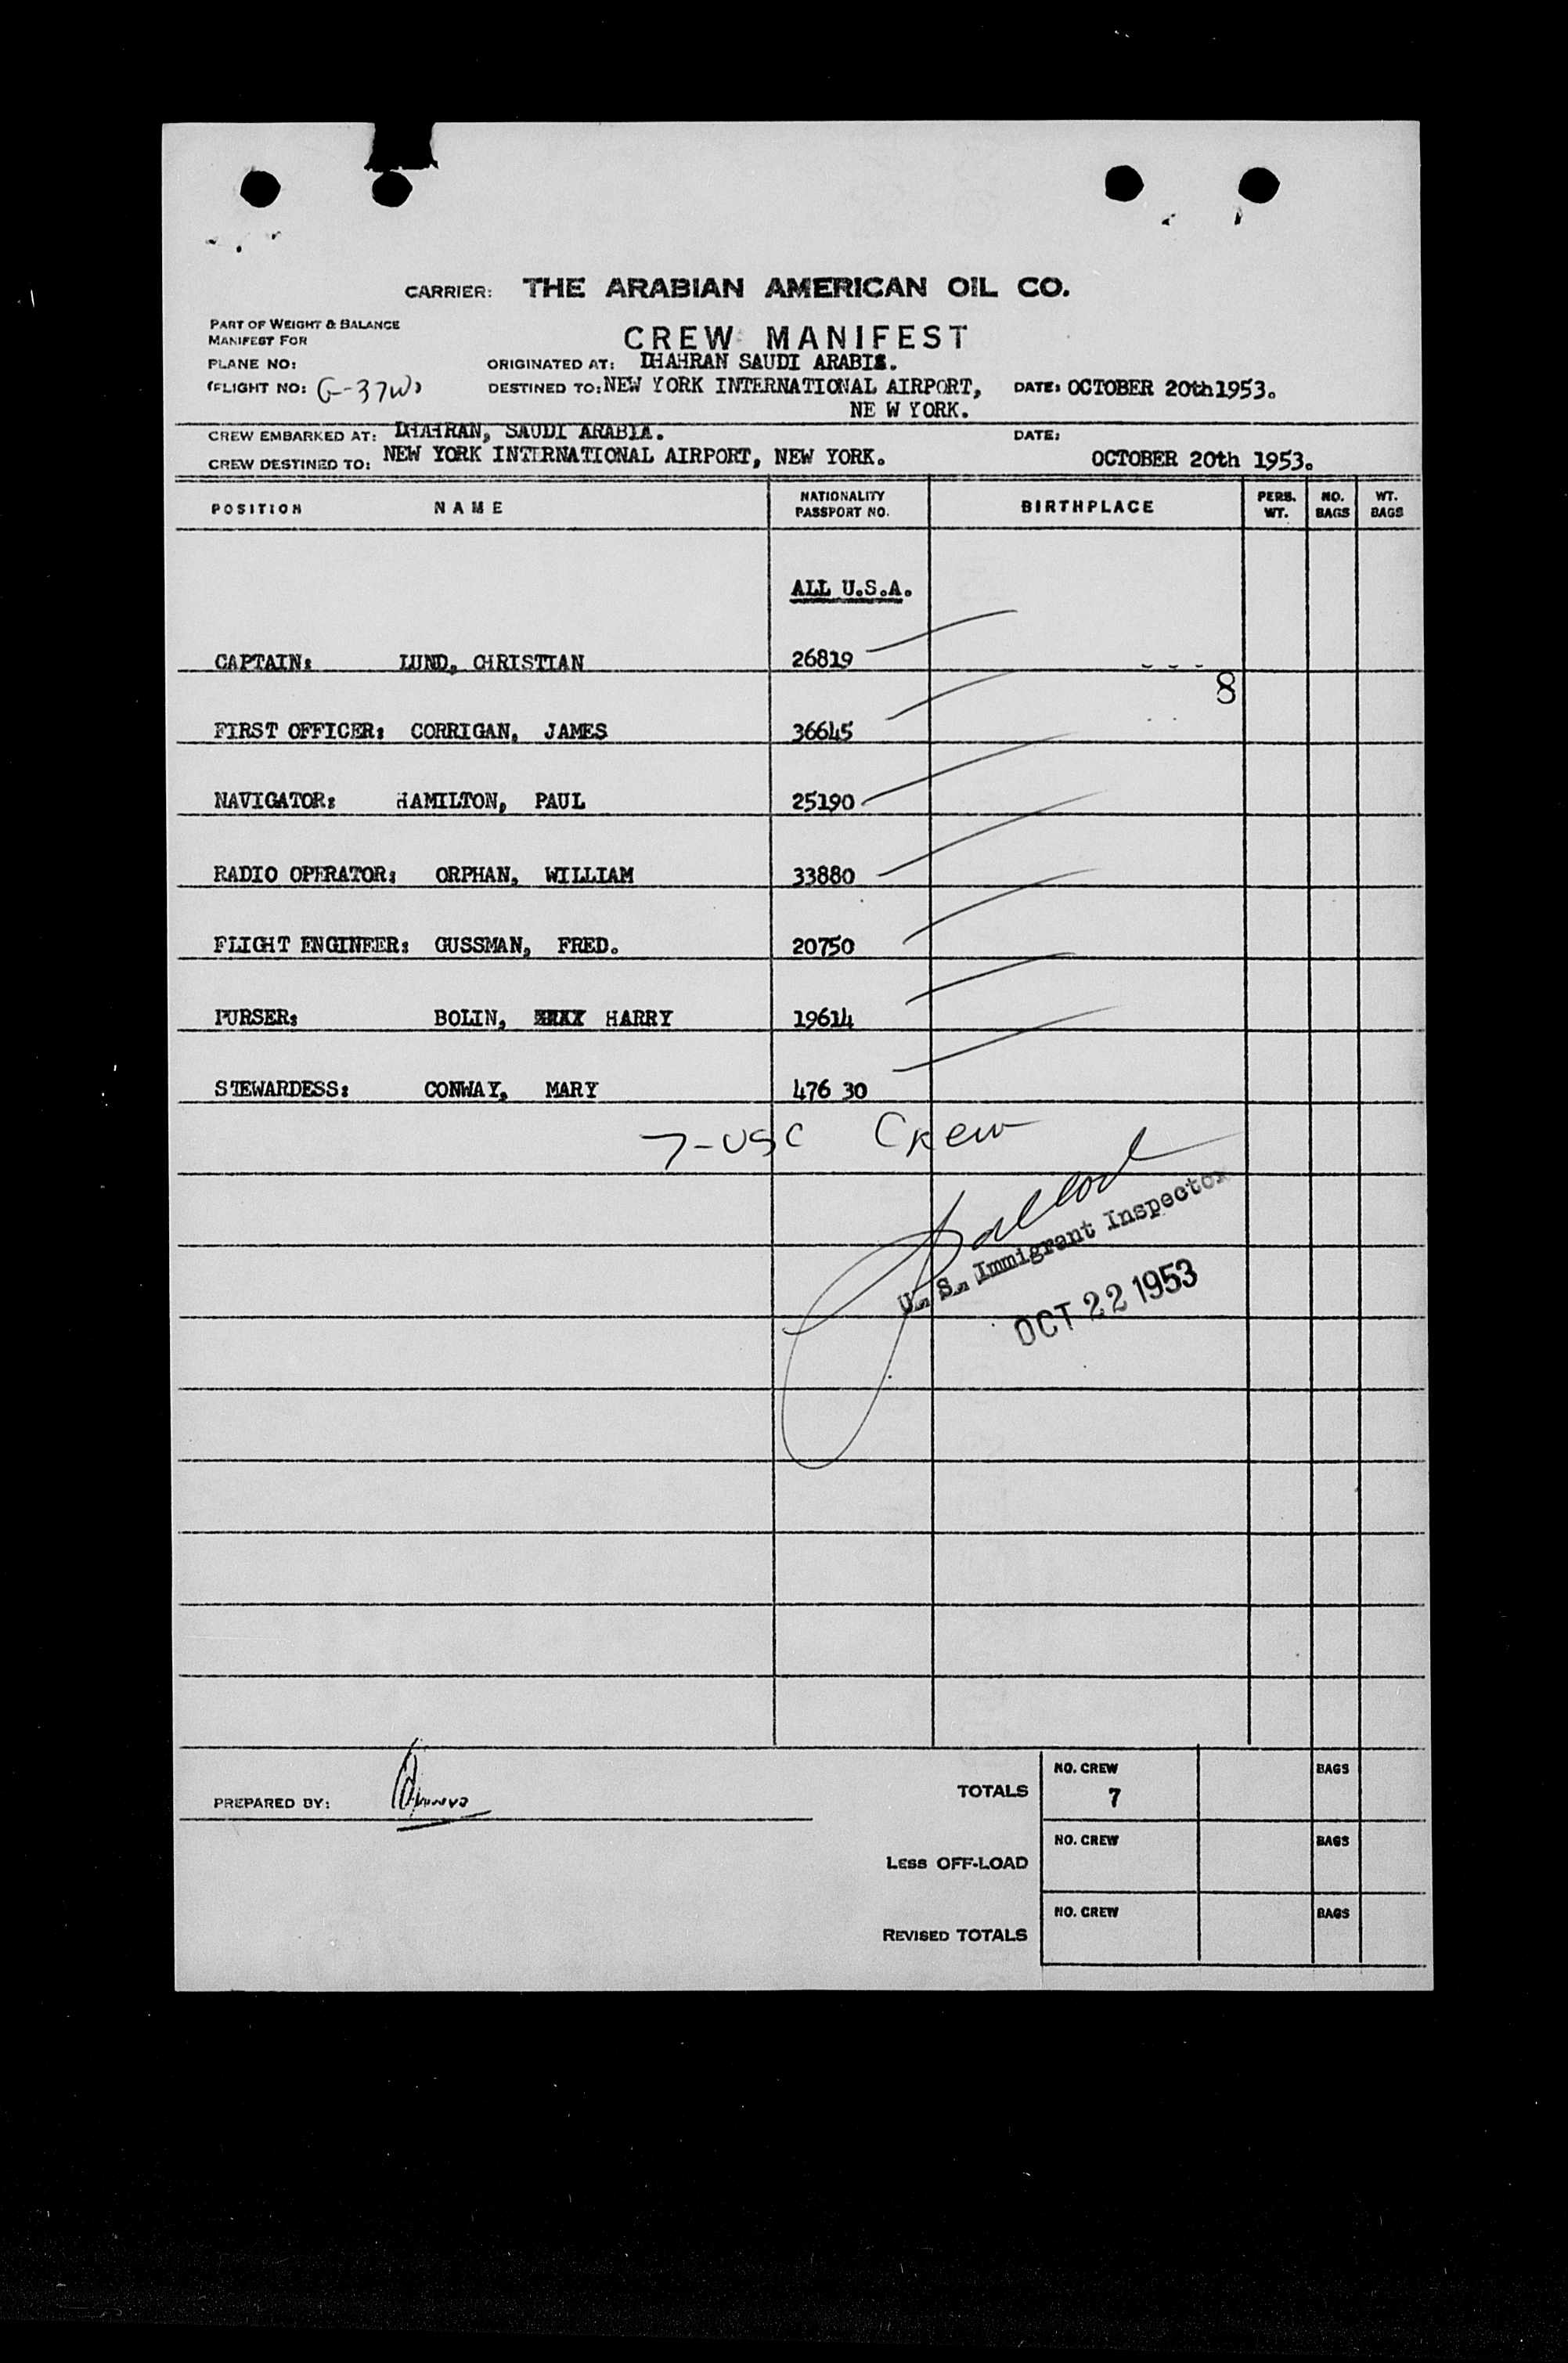 CARRIER: THE ARABIAN AMERICAN OIL CO.
PART OF WEIGHT & BALANCE
MANIFEST FOR
CREW MANIFEST
PLANE NO: ORIGINATED AT: DHAHRAN SAUDI ARABIA.
(FLIGHT NO: G-37W) DESTINED TO: NEW YORK INTERNATIONAL AIRPORT, DATE: OCTOBER 20th1953.
NE W YORK.
CREW EMBARKED AT: DHAHRAN, SAUDI ARABIA. DATE:
CREW DESTINED TO: NEW YORK INTERNATIONAL AIRPORT, NEW YORK. OCTOBER 20th 1953.
POSITION NAME NATIONALITY PASSPORT NO. BIRTHPLACE PERS. WT. NO. BAGS WT. BAGS
ALL U.S.A.
CAPTAIN: LUND, CHRISTIAN 26819
8
FIRST OFFICER: CORRIGAN, JAMES 36645
NAVIGATOR: HAMILTON, PAUL 25190
RADIO OPERATOR: ORPHAN, WILLIAM 33880
FLIGHT ENGINEER: GUSSMAN, FRED. 20750
PURSER: BOLIN, HARRY 19614
STEWARDESS: CONWAY, MARY 476 30
7-USC Crew
U. S. Immigrant Inspector
OCT 22 1953
PREPARED BY:
TOTALS NO. CREW 7 BAGS
LESS OFF-LOAD NO. CREW BAGS
REVISED TOTALS NO. CREW BAGS